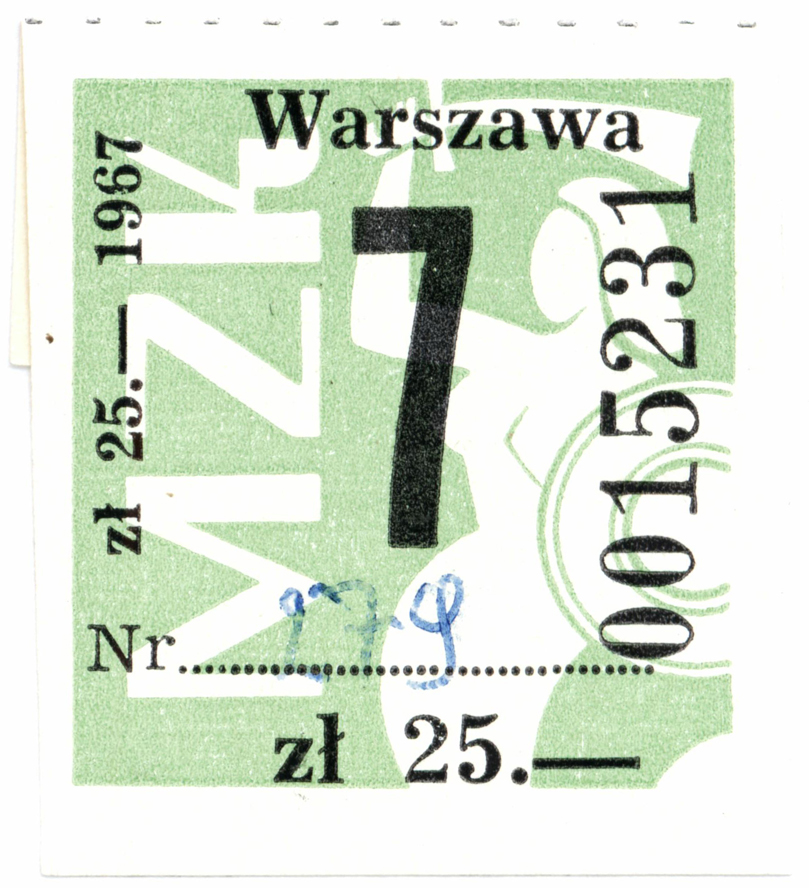 Warszawa
zł 25.— 1967
MZK
7
0015231
Nr
zł 25.—